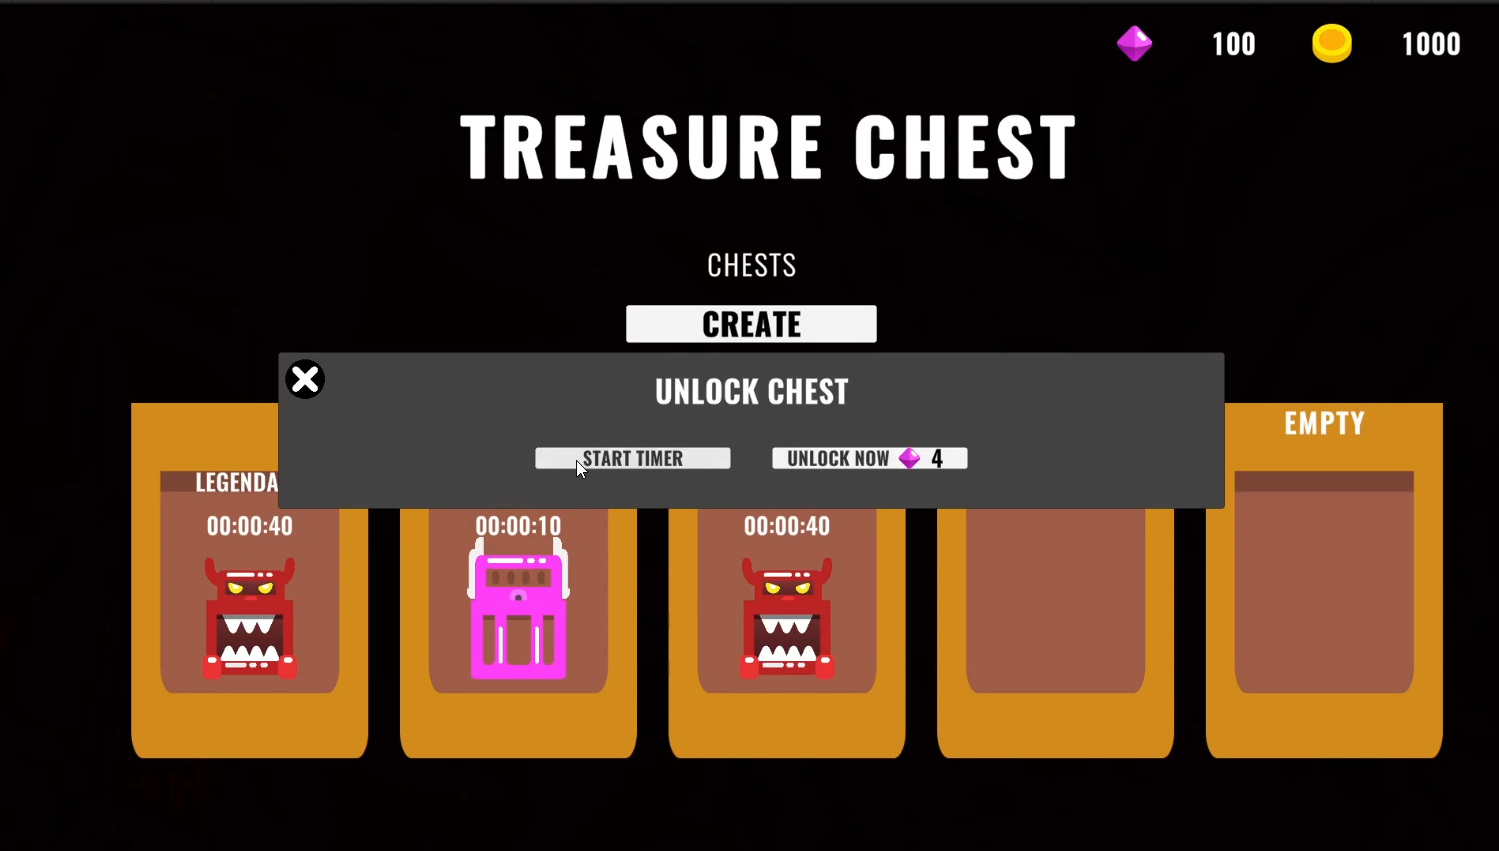 100 1000
TREASURE CHEST
CHESTS
CREATE
UNLOCK CHEST
EMPTY
START TIMER
UNLOCK NOW 4
LEGENDA
00:00:40
00:00:10
00:00:40